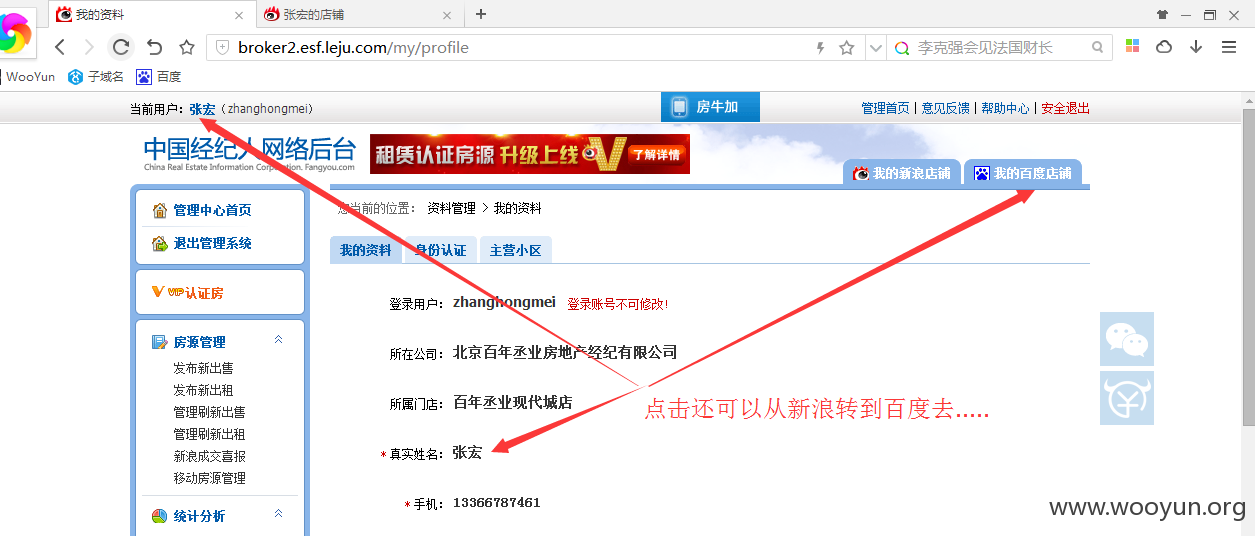 我的资料
张宏的店铺
broker2.esf.leju.com/my/profile
李克强会见法国财长
WooYun 子域名 百度
当前用户：张宏（zhanghongmei）
房牛加
管理首页 | 意见反馈 | 帮助中心 | 安全退出
中国经纪人网络后台
China Real Estate Information Corporation. Fangyou.com
租赁认证房源 升级上线 V 了解详情
我的新浪店铺
我的百度店铺
管理中心首页
退出管理系统
VIP认证房
房源管理
发布新出售
发布新出租
管理刷新出售
管理刷新出租
新浪成交喜报
移动房源管理
统计分析
您当前的位置： 资料管理 > 我的资料
我的资料 身份认证 主营小区
登录用户： zhanghongmei 登录账号不可修改!
所在公司： 北京百年丞业房地产经纪有限公司
所属门店： 百年丞业现代城店
* 真实姓名： 张宏
* 手机： 13366787461
点击还可以从新浪转到百度去.....
www.wooyun.org